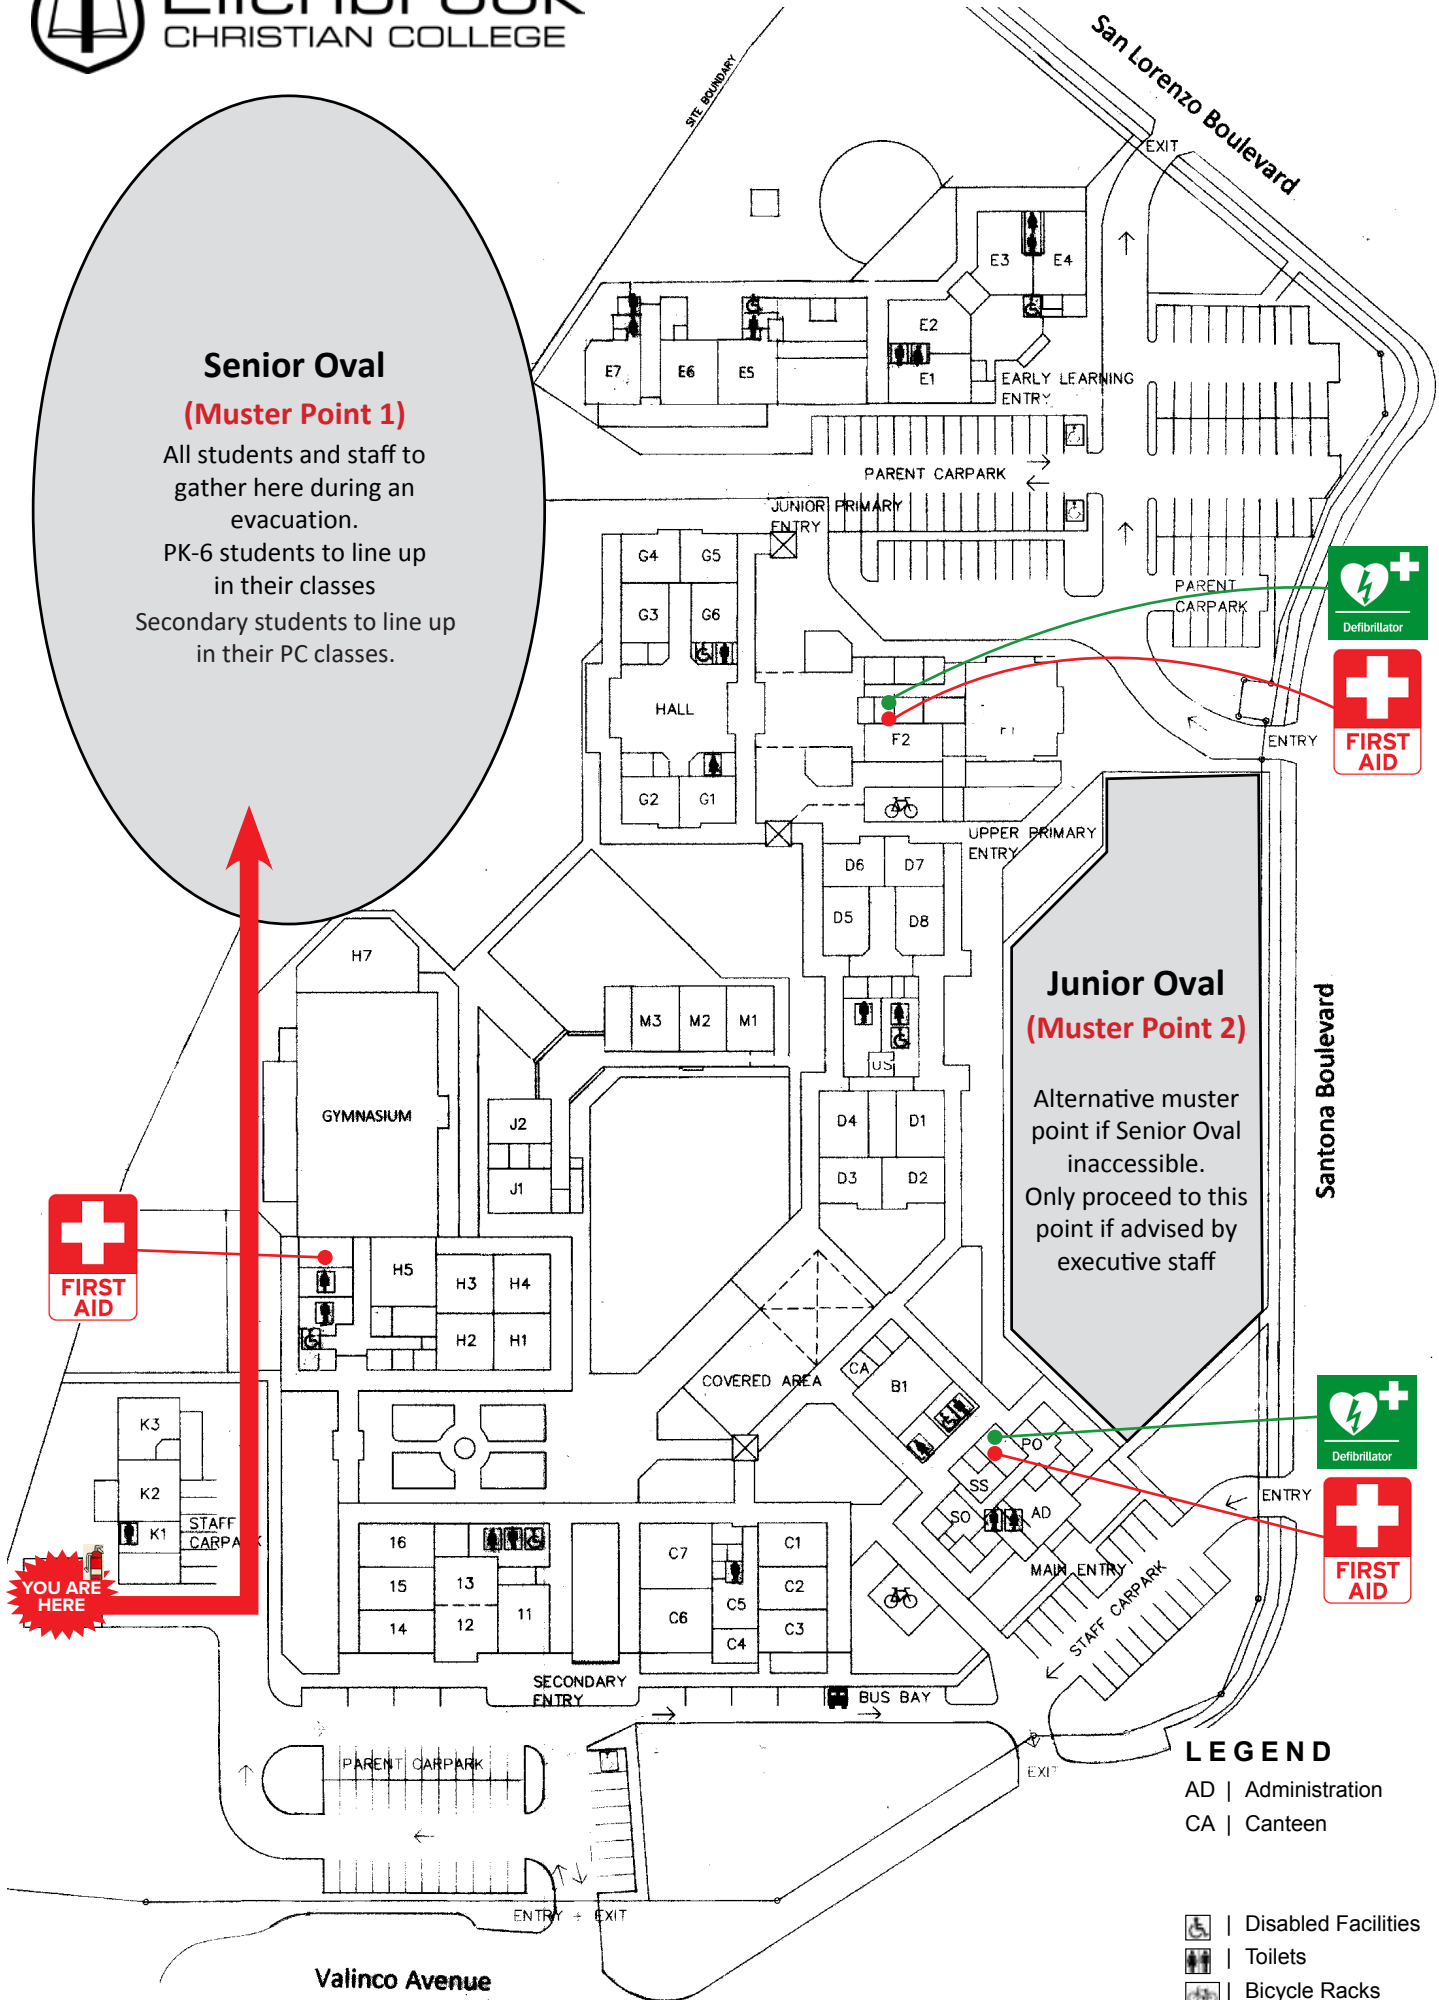 CHRISTIAN COLLEGE
San Lorenzo Boulevard
SITE BOUNDARY
EXIT
E3
E4
E2
E1
E7
E6
E5
EARLY LEARNING
ENTRY
Senior Oval
(Muster Point 1)
All students and staff to
gather here during an
evacuation.
PK-6 students to line up
in their classes
Secondary students to line up
in their PC classes.
PARENT CARPARK
JUNIOR PRIMARY
ENTRY
G4
G5
G3
G6
HALL
G2
G1
PARENT
CARPARK
Defibrillator
FIRST
AID
ENTRY
F2
UPPER PRIMARY
ENTRY
D6
D7
D5
D8
US
D4
D1
D3
D2
Junior Oval
(Muster Point 2)
Alternative muster
point if Senior Oval
inaccessible.
Only proceed to this
point if advised by
executive staff
Santona Boulevard
H7
M3
M2
M1
GYMNASIUM
J2
J1
FIRST
AID
H5
H3
H4
H2
H1
COVERED AREA
CA
B1
PO
SS
SO
AD
MAIN ENTRY
STAFF CARPARK
ENTRY
Defibrillator
FIRST
AID
K3
K2
K1
STAFF
CARPARK
YOU ARE
HERE
16
15
14
13
12
11
C7
C6
C5
C4
C1
C2
C3
SECONDARY
ENTRY
BUS BAY
PARENT CARPARK
EXIT
ENTRY + EXIT
Valinco Avenue
LEGEND
AD | Administration
CA | Canteen
| Disabled Facilities
| Toilets
| Bicycle Racks